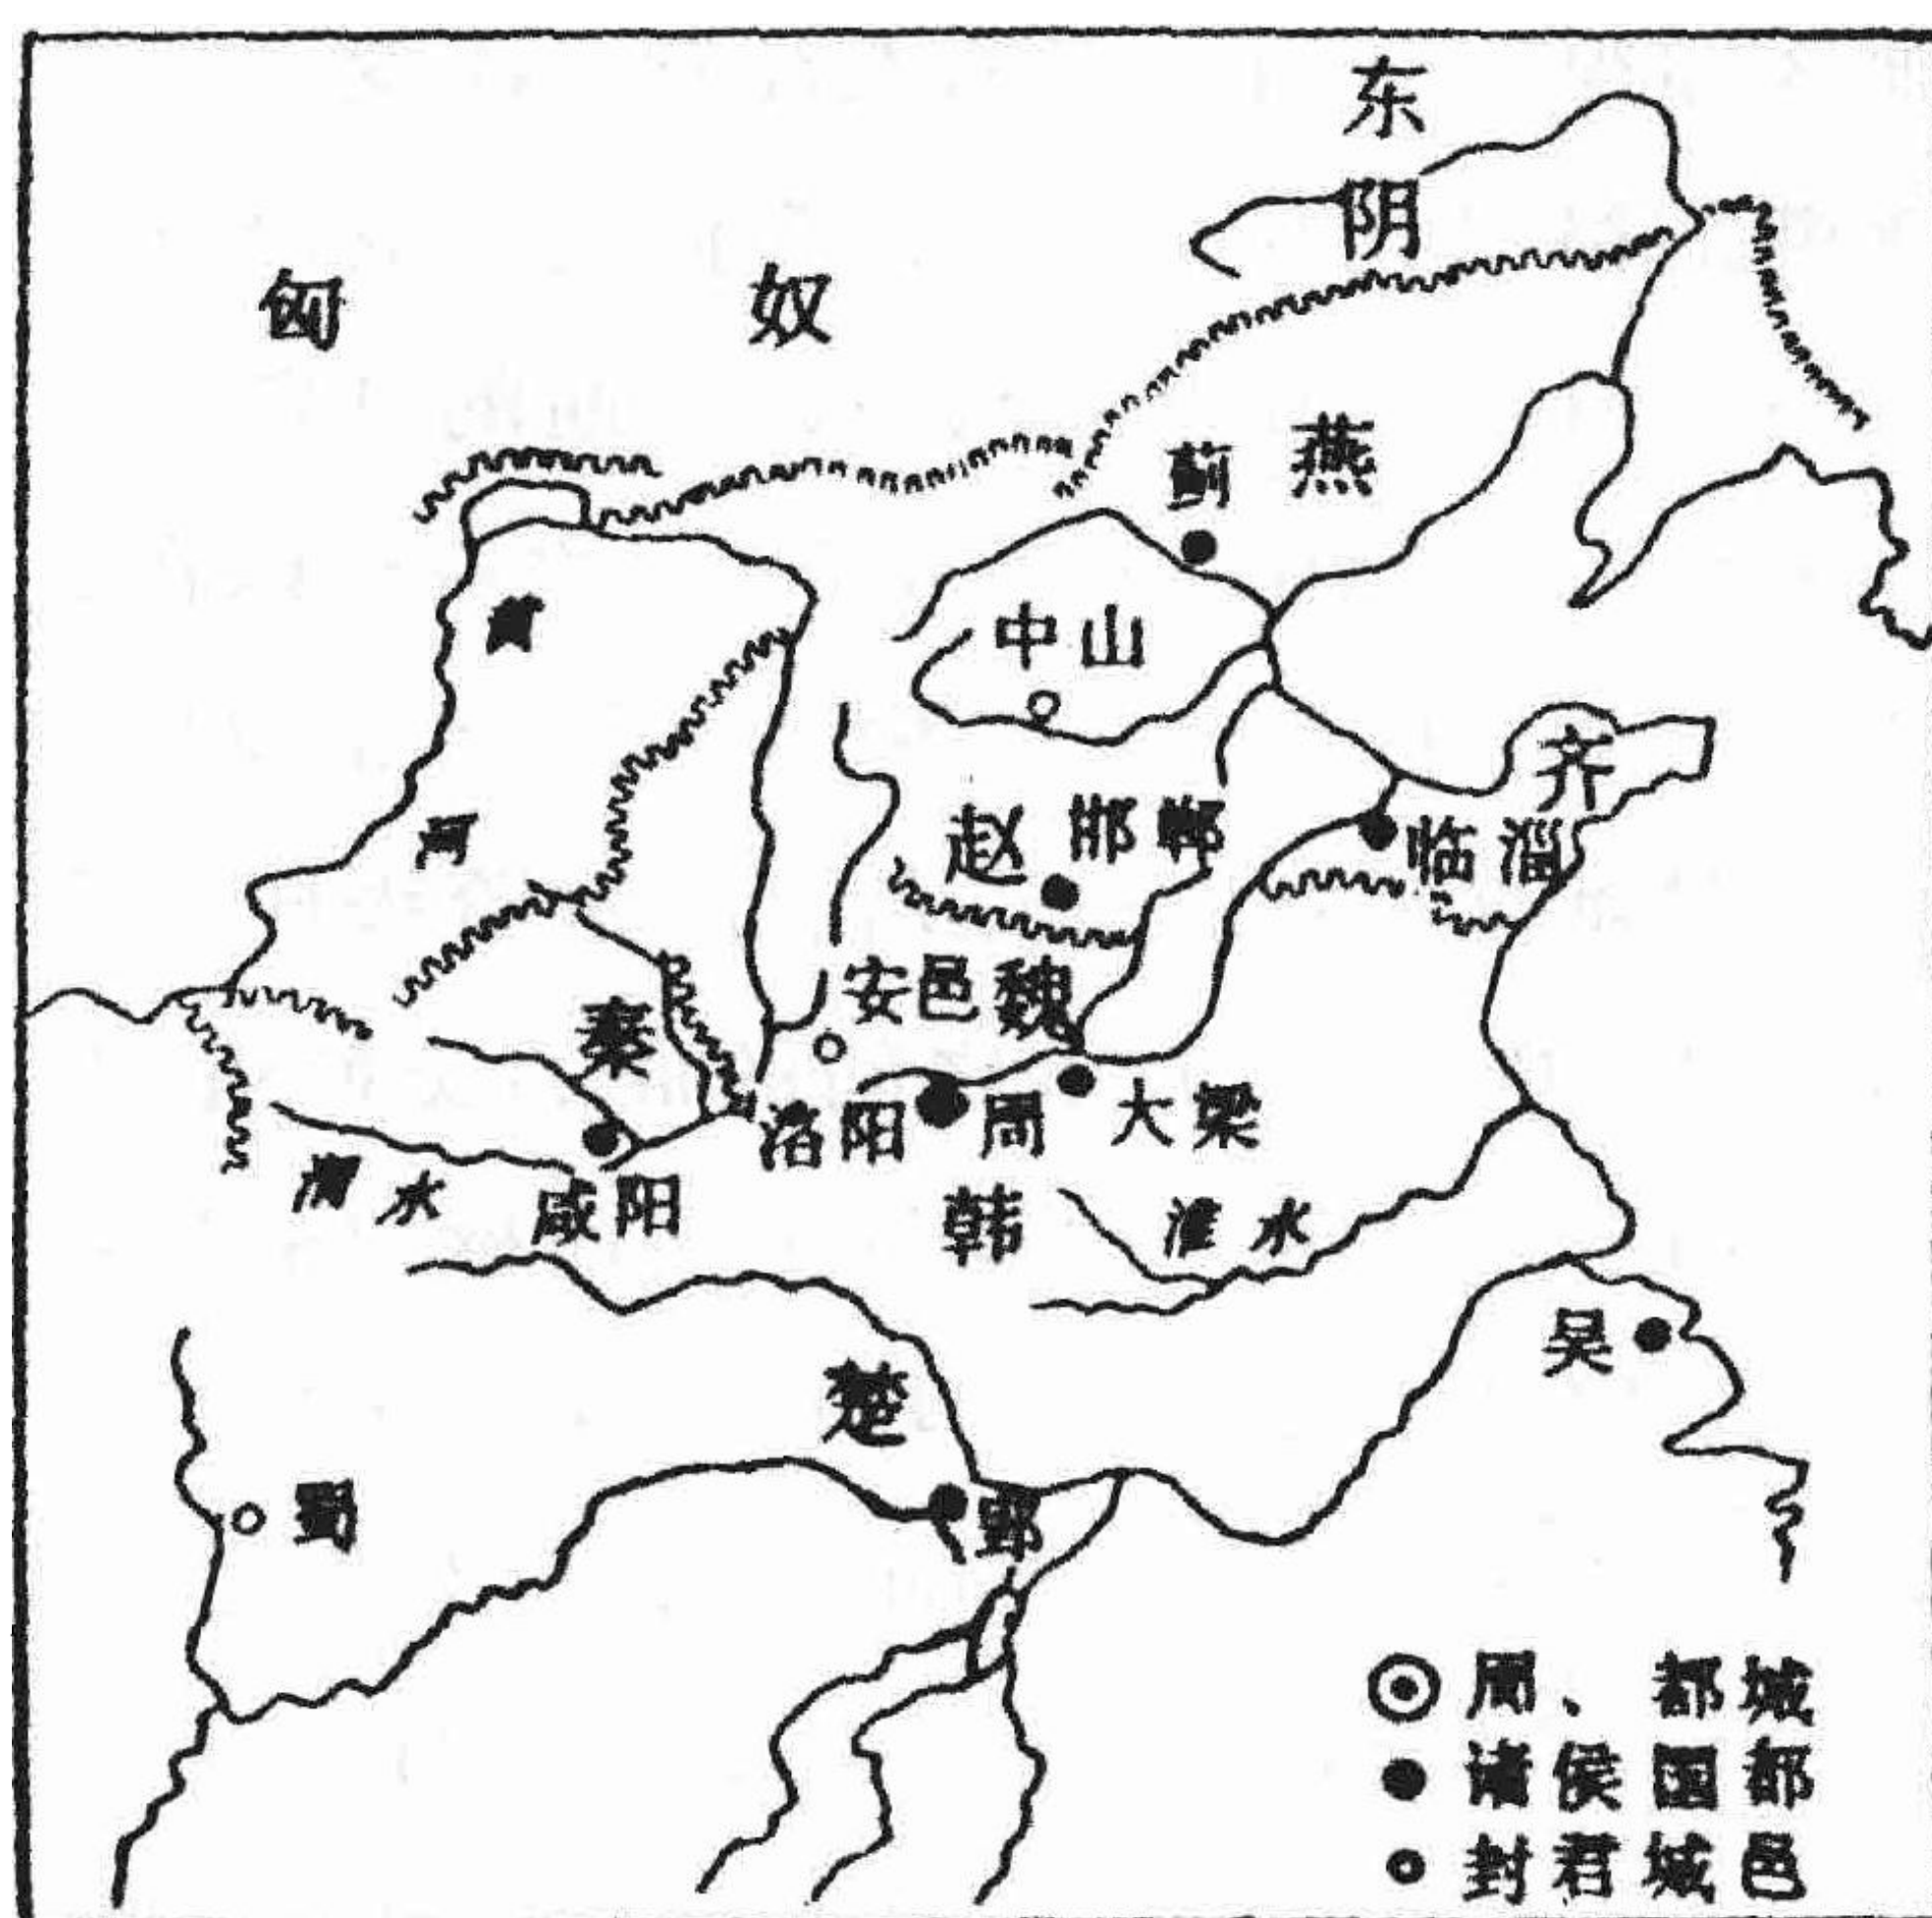 东
阴
匈 奴
蓟 燕
中山
齐
赵 邯郸
临淄
安邑 魏
秦
洛阳 周 大梁
水 咸阳
韩 淮水
吴
楚
蜀
郢
周、都城
诸侯国都
封君城邑
河